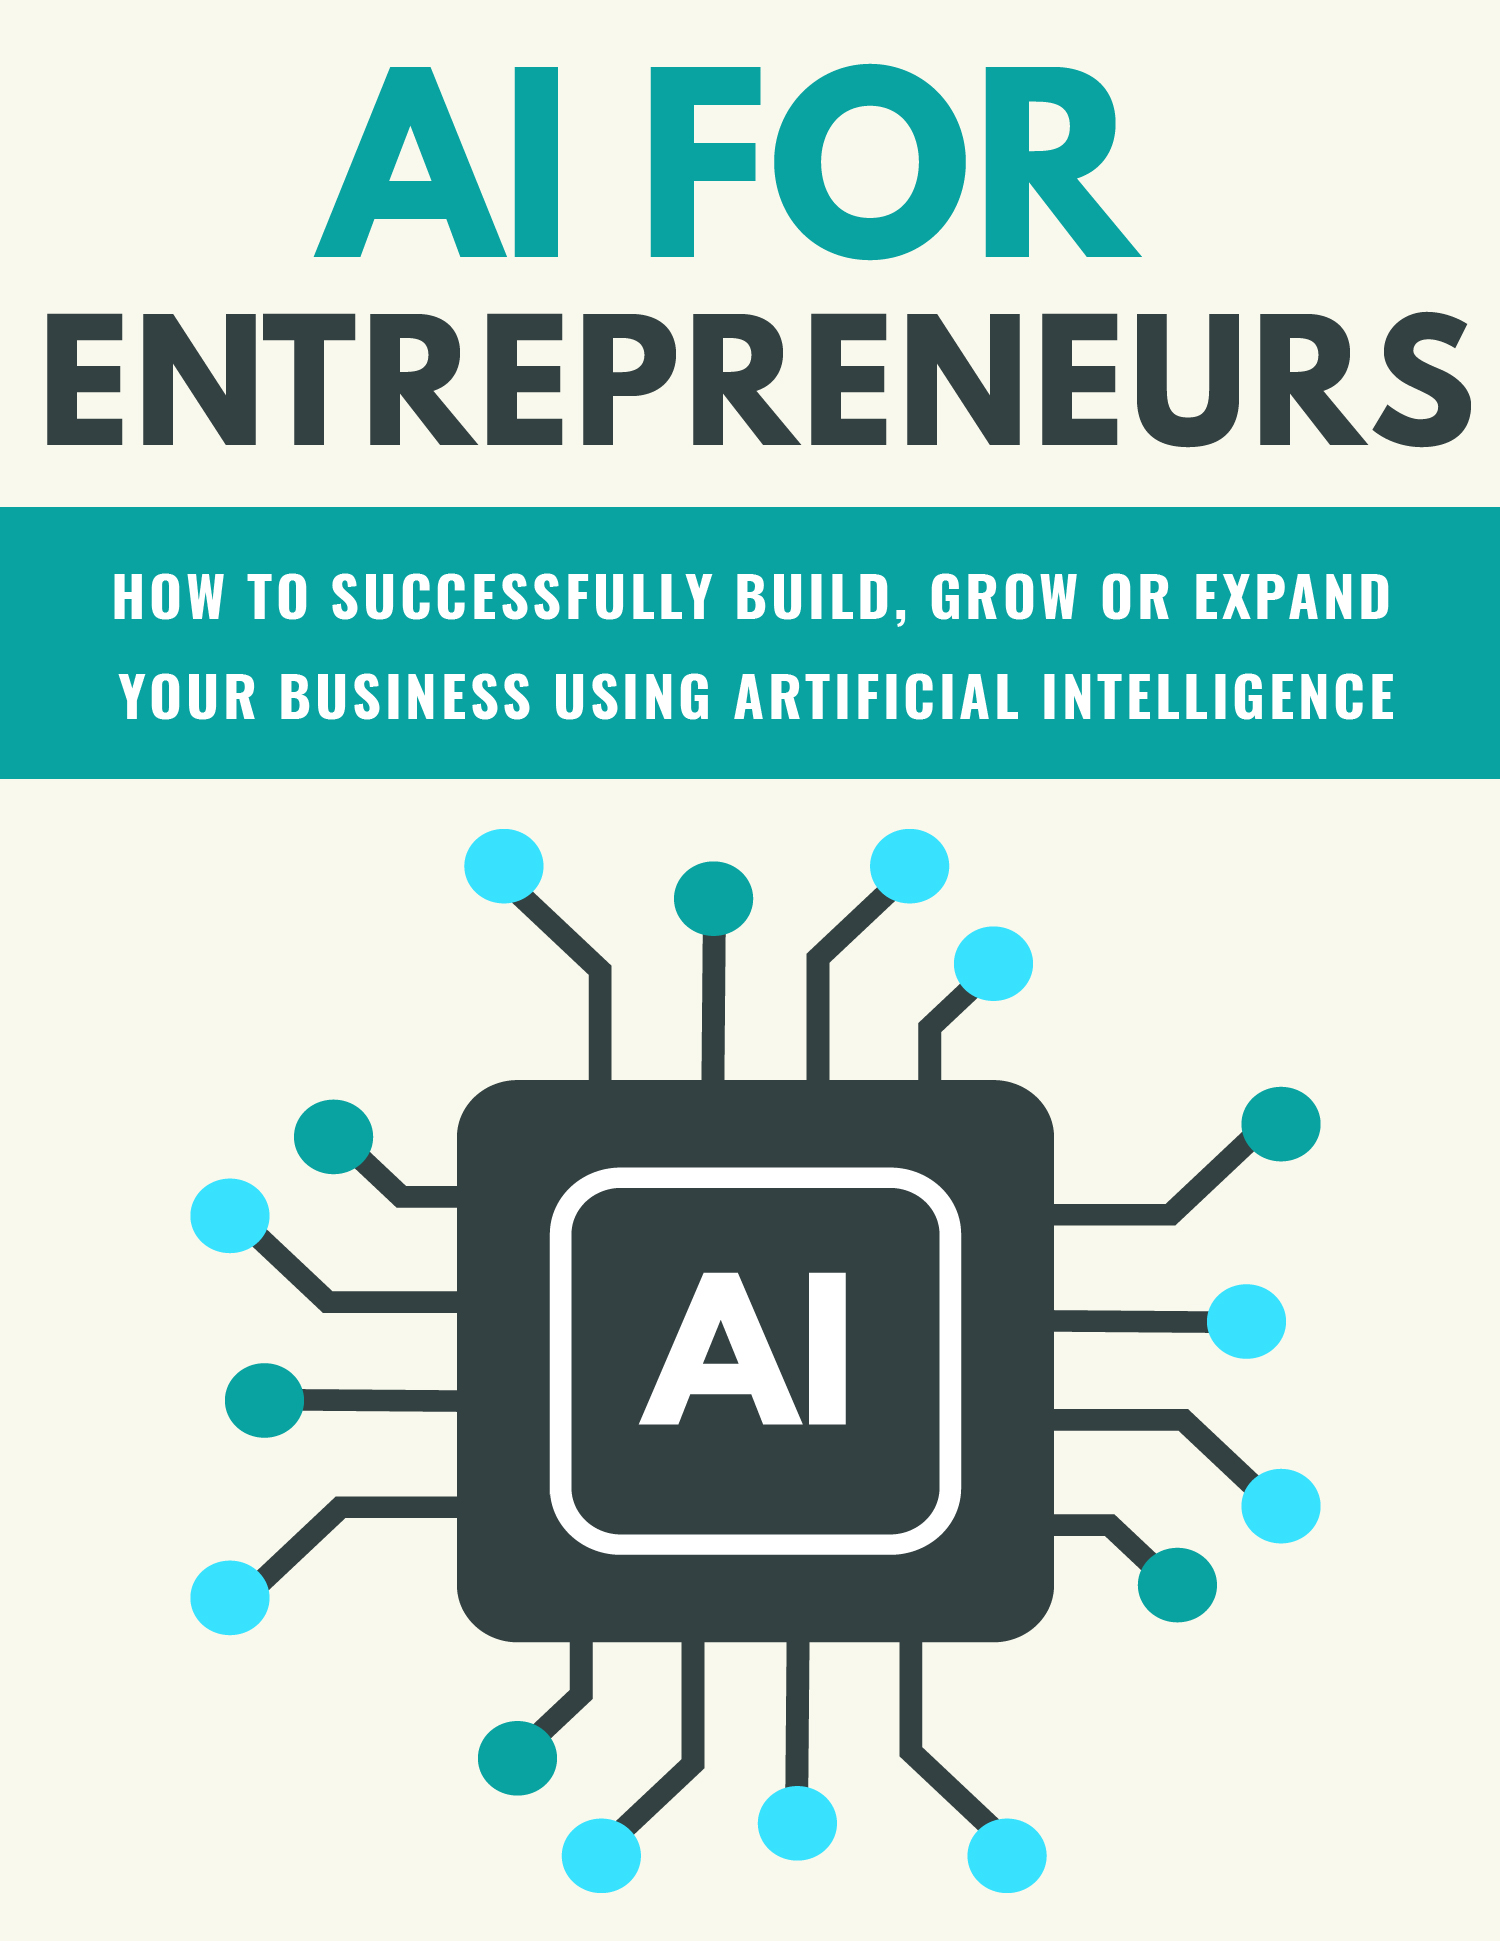 AI FOR
ENTREPRENEURS
HOW TO SUCCESSFULLY BUILD, GROW OR EXPAND
YOUR BUSINESS USING ARTIFICIAL INTELLIGENCE
AI